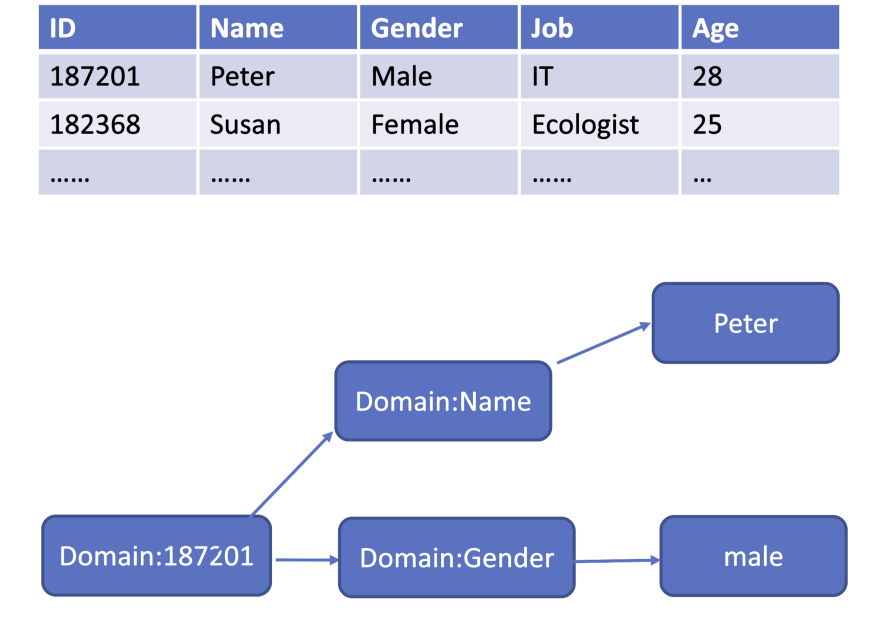 ID Name Gender Job Age
187201 Peter Male IT 28
182368 Susan Female Ecologist 25
...... ...... ...... ...... ...
Peter
Domain:Name
Domain:187201 Domain:Gender male